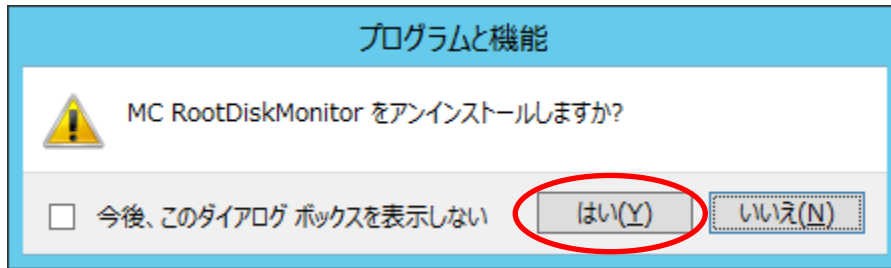 プログラムと機能
MC RootDiskMonitor をアンインストールしますか?
今後、このダイアログ ボックスを表示しない はい(Y) いいえ(N)